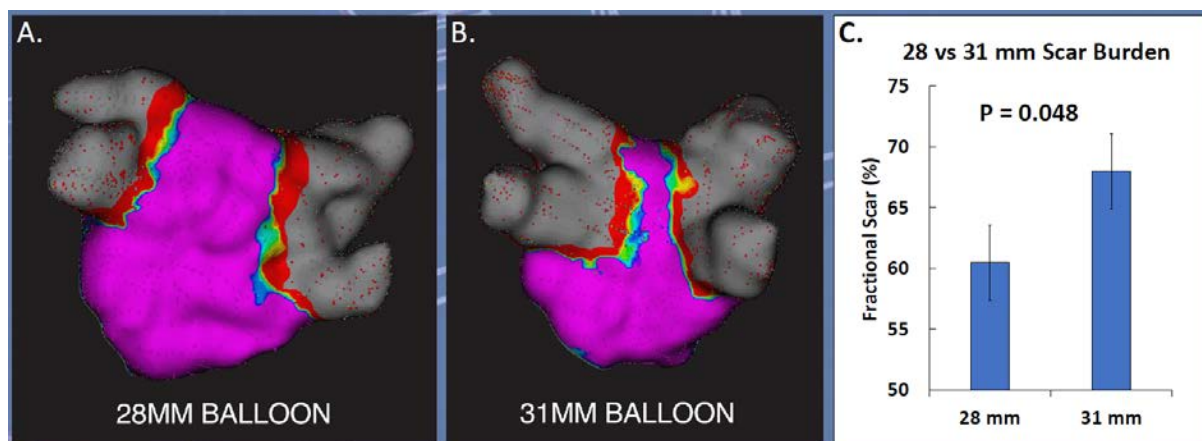 A.
28MM BALLOON
B.
31MM BALLOON
C.
28 vs 31 mm Scar Burden
P = 0.048
Fractional Scar (%)
75
70
65
60
55
50
28 mm
31 mm